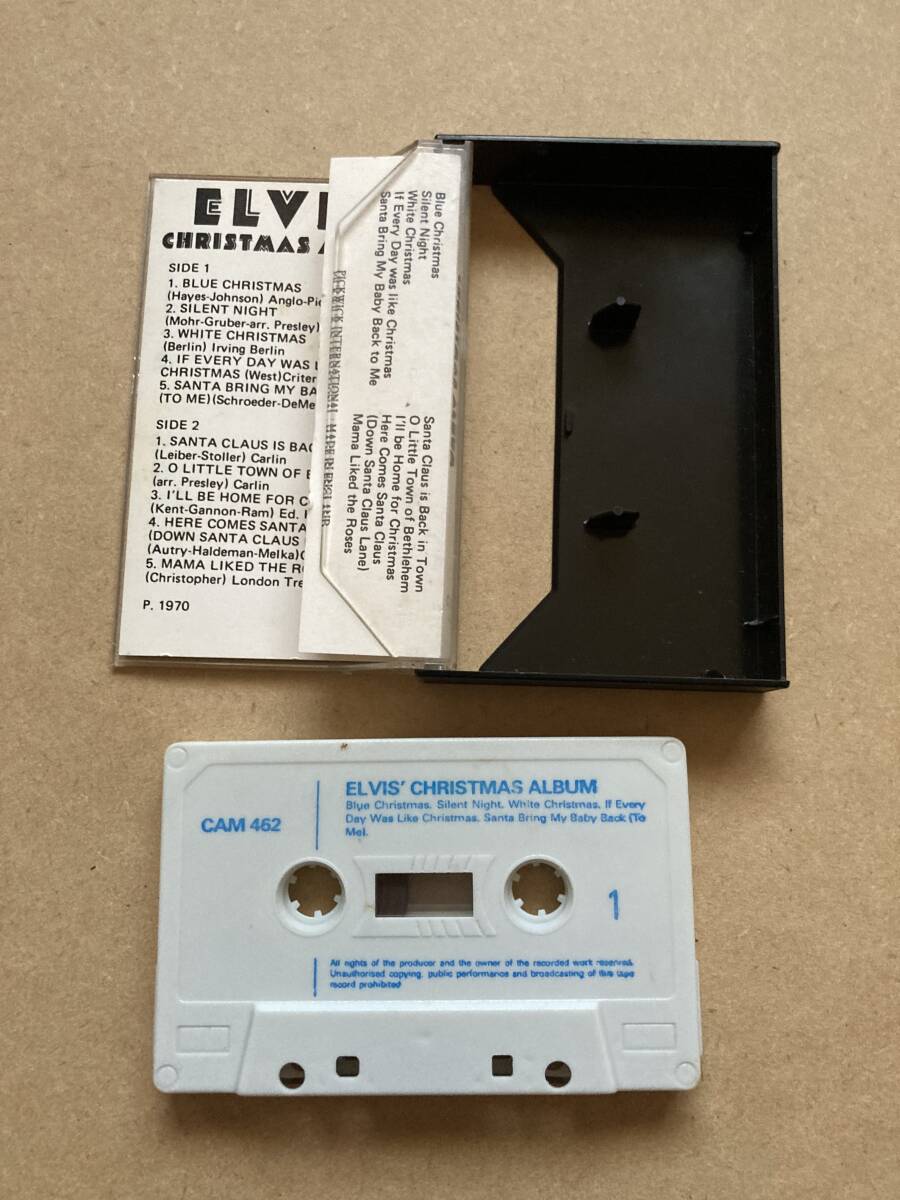 ELVI
CHRISTMAS A
SIDE 1
1. BLUE CHRISTMAS
(Hayes-Johnson) Anglo-Pic
2. SILENT NIGHT
(Mohr-Gruber-arr. Presley)
3. WHITE CHRISTMAS
(Berlin) Irving Berlin
4. IF EVERY DAY WAS L
CHRISTMAS (West)Criter
5. SANTA BRING MY BA
(TO ME)(Schroeder-DeMe
SIDE 2
1. SANTA CLAUS IS BAC
(Leiber-Stoller) Carlin
2. O LITTLE TOWN OF B
(arr. Presley) Carlin
3. I'LL BE HOME FOR C
(Kent-Gannon-Ram) Ed.
4. HERE COMES SANTA
(DOWN SANTA CLAUS
(Autry-Haldeman-Melka)
5. MAMA LIKED THE RO
(Christopher) London Tre
P. 1970
Blue Christmas
Silent Night
White Christmas
If Every Day was like Christmas
Santa Bring My Baby Back to Me
Santa Claus is Back in Town
O Little Town of Bethlehem
I'll be Home for Christmas
Here Comes Santa Claus
(Down Santa Claus Lane)
Mama Liked the Roses
PICKWICK INTERNATIONAL MADE IN
CAM 462
ELVIS' CHRISTMAS ALBUM
Blue Christmas. Silent Night. White Christmas. If Every
Day Was Like Christmas. Santa Bring My Baby Back (To
Me).
1
All rights of the producer and the owner of the recorded work reserved.
Unauthorised copying, public performance and broadcasting of this tape
record prohibited